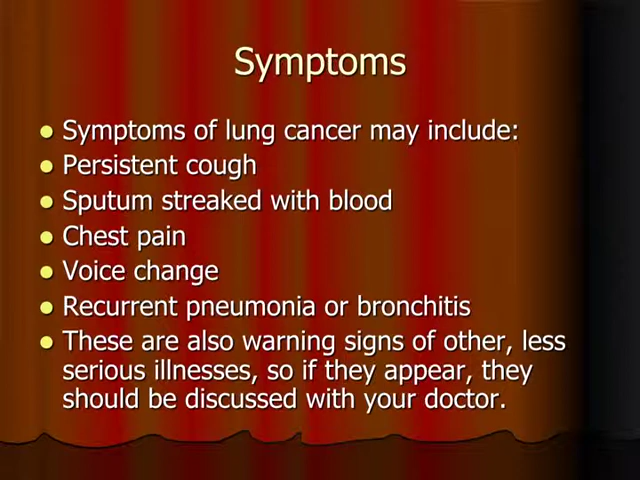 Symptoms
Symptoms of lung cancer may include:
Persistent cough
Sputum streaked with blood
Chest pain
Voice change
Recurrent pneumonia or bronchitis
These are also warning signs of other, less
serious illnesses, so if they appear, they
should be discussed with your doctor.